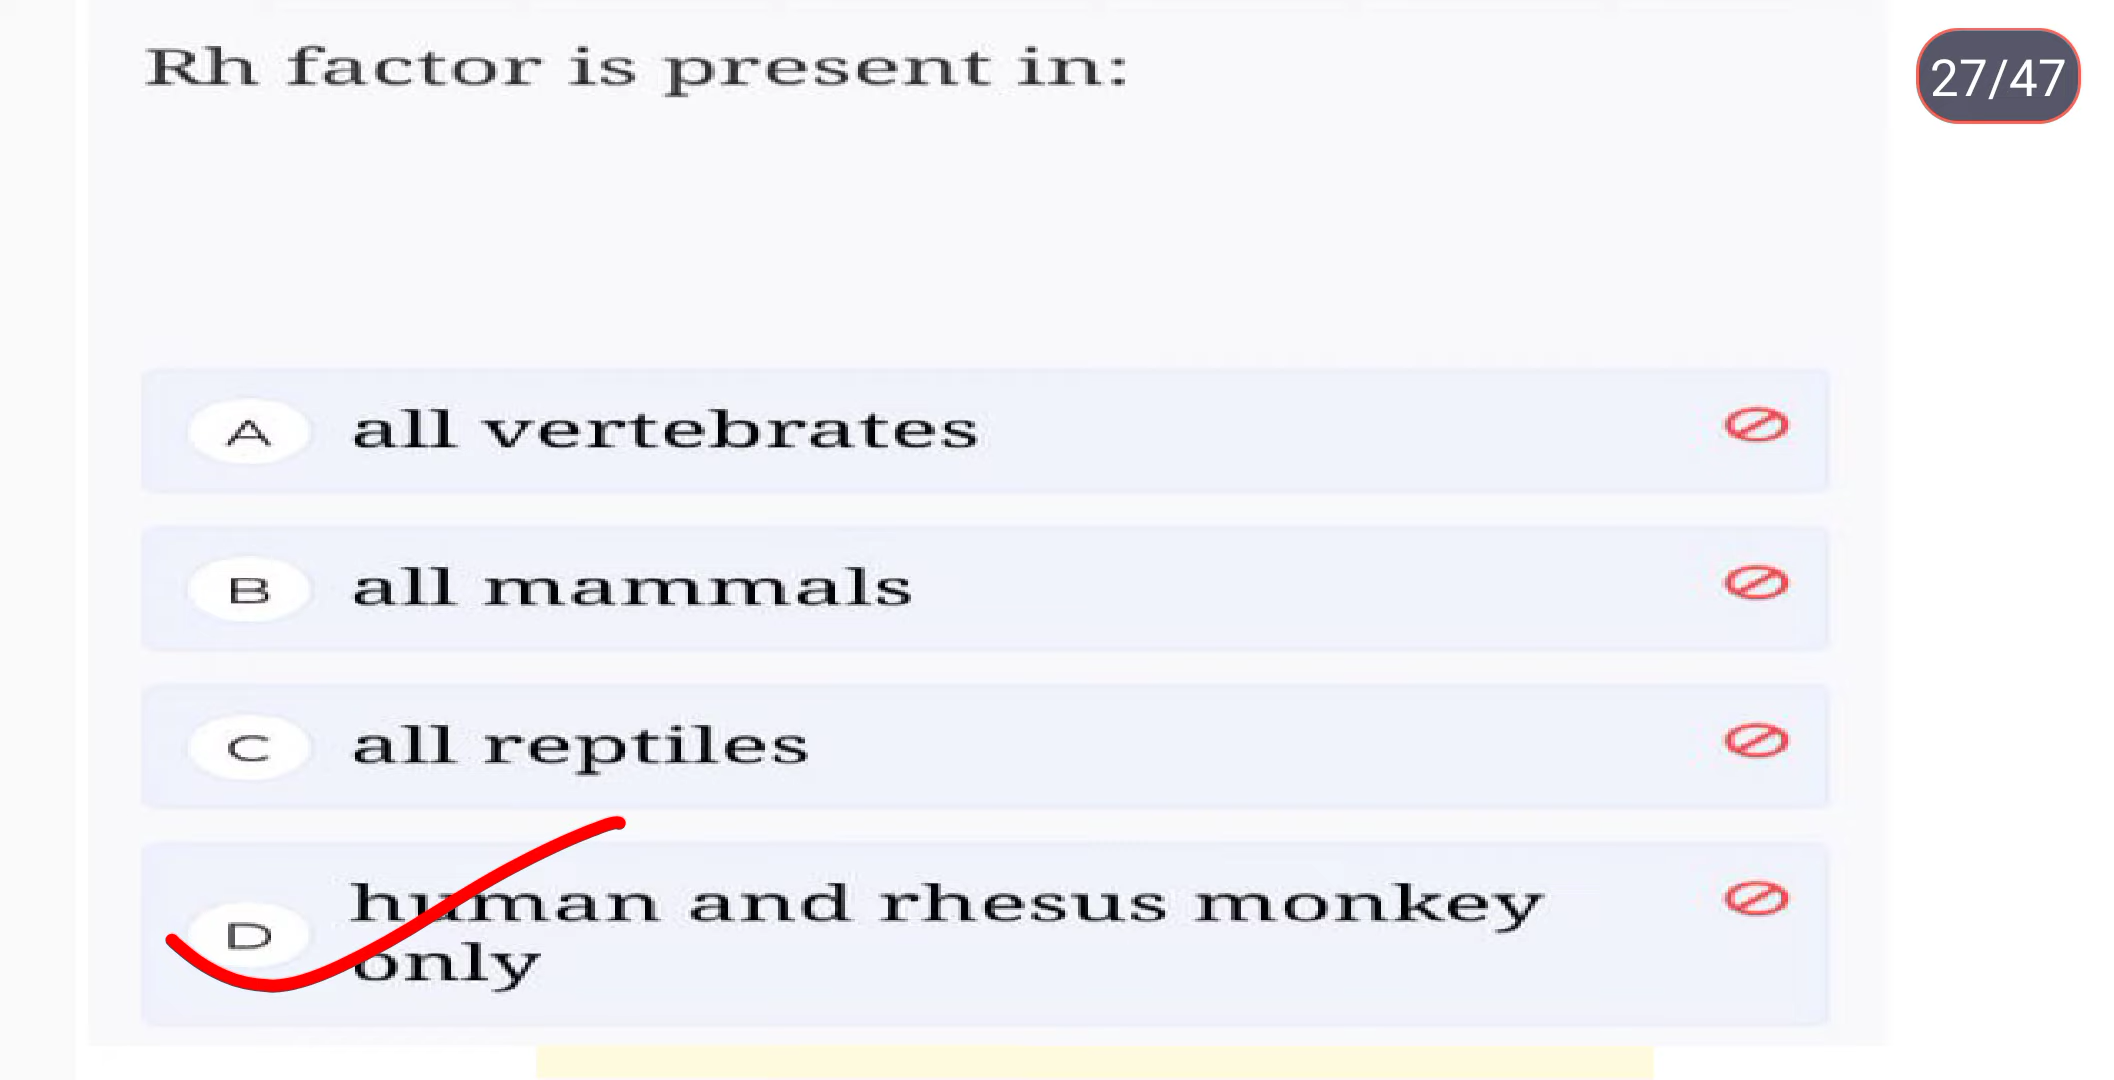 Rh factor is present in:
27/47
A all vertebrates
B all mammals
C all reptiles
D human and rhesus monkey
only